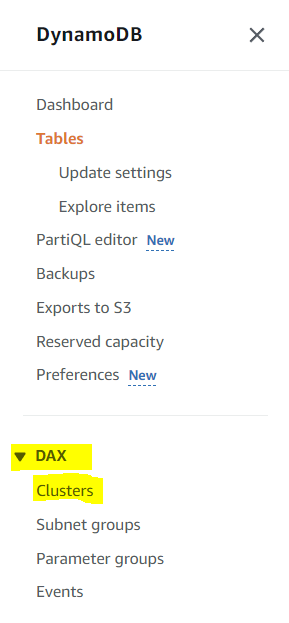 DynamoDB
Dashboard
Tables
Update settings
Explore items
PartiQL editor New
Backups
Exports to S3
Reserved capacity
Preferences New
DAX
Clusters
Subnet groups
Parameter groups
Events